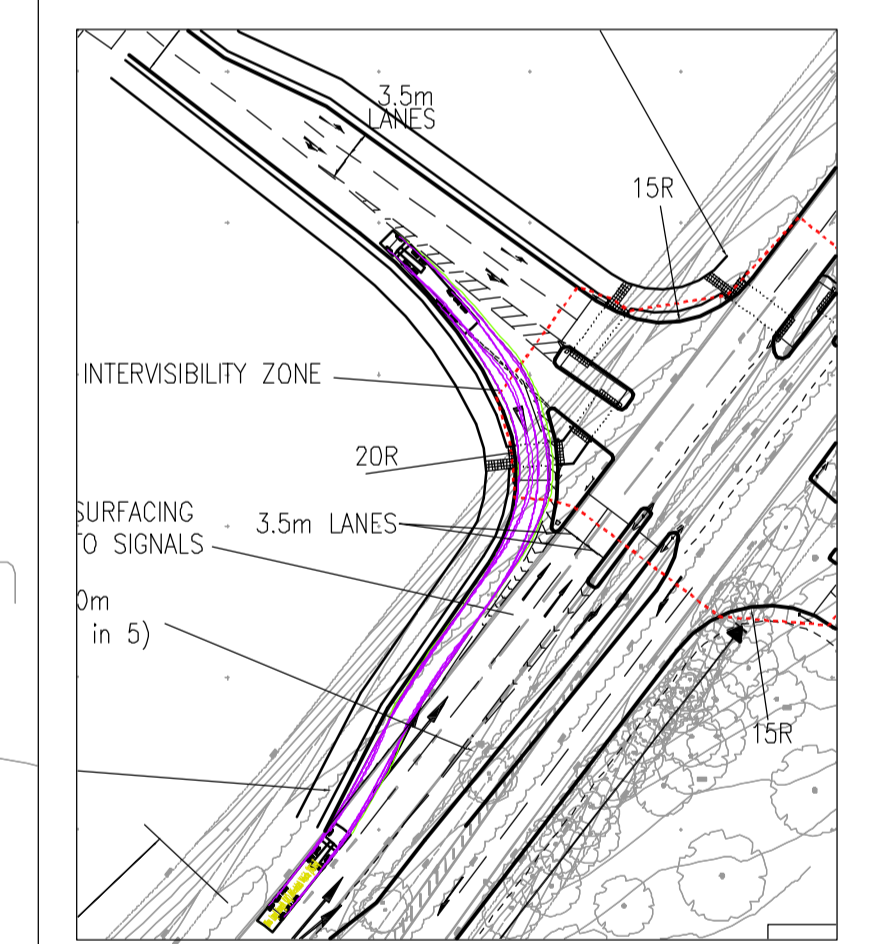 3.5m
LANES
15R
INTERVISIBILITY ZONE
20R
SURFACING
TO SIGNALS
3.5m LANES
0m
in 5)
15R